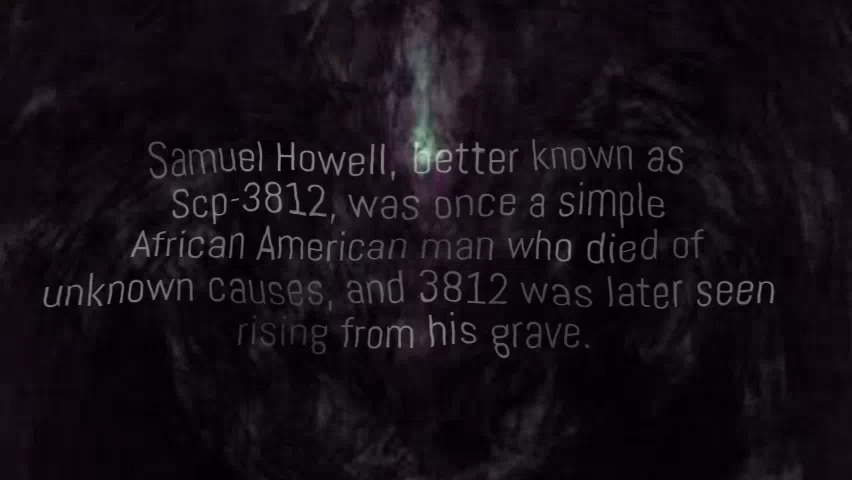 Samuel Howell, better known as
Scp-3812, was once a simple
African American man who died of
unknown causes, and 3812 was later seen
rising from his grave.